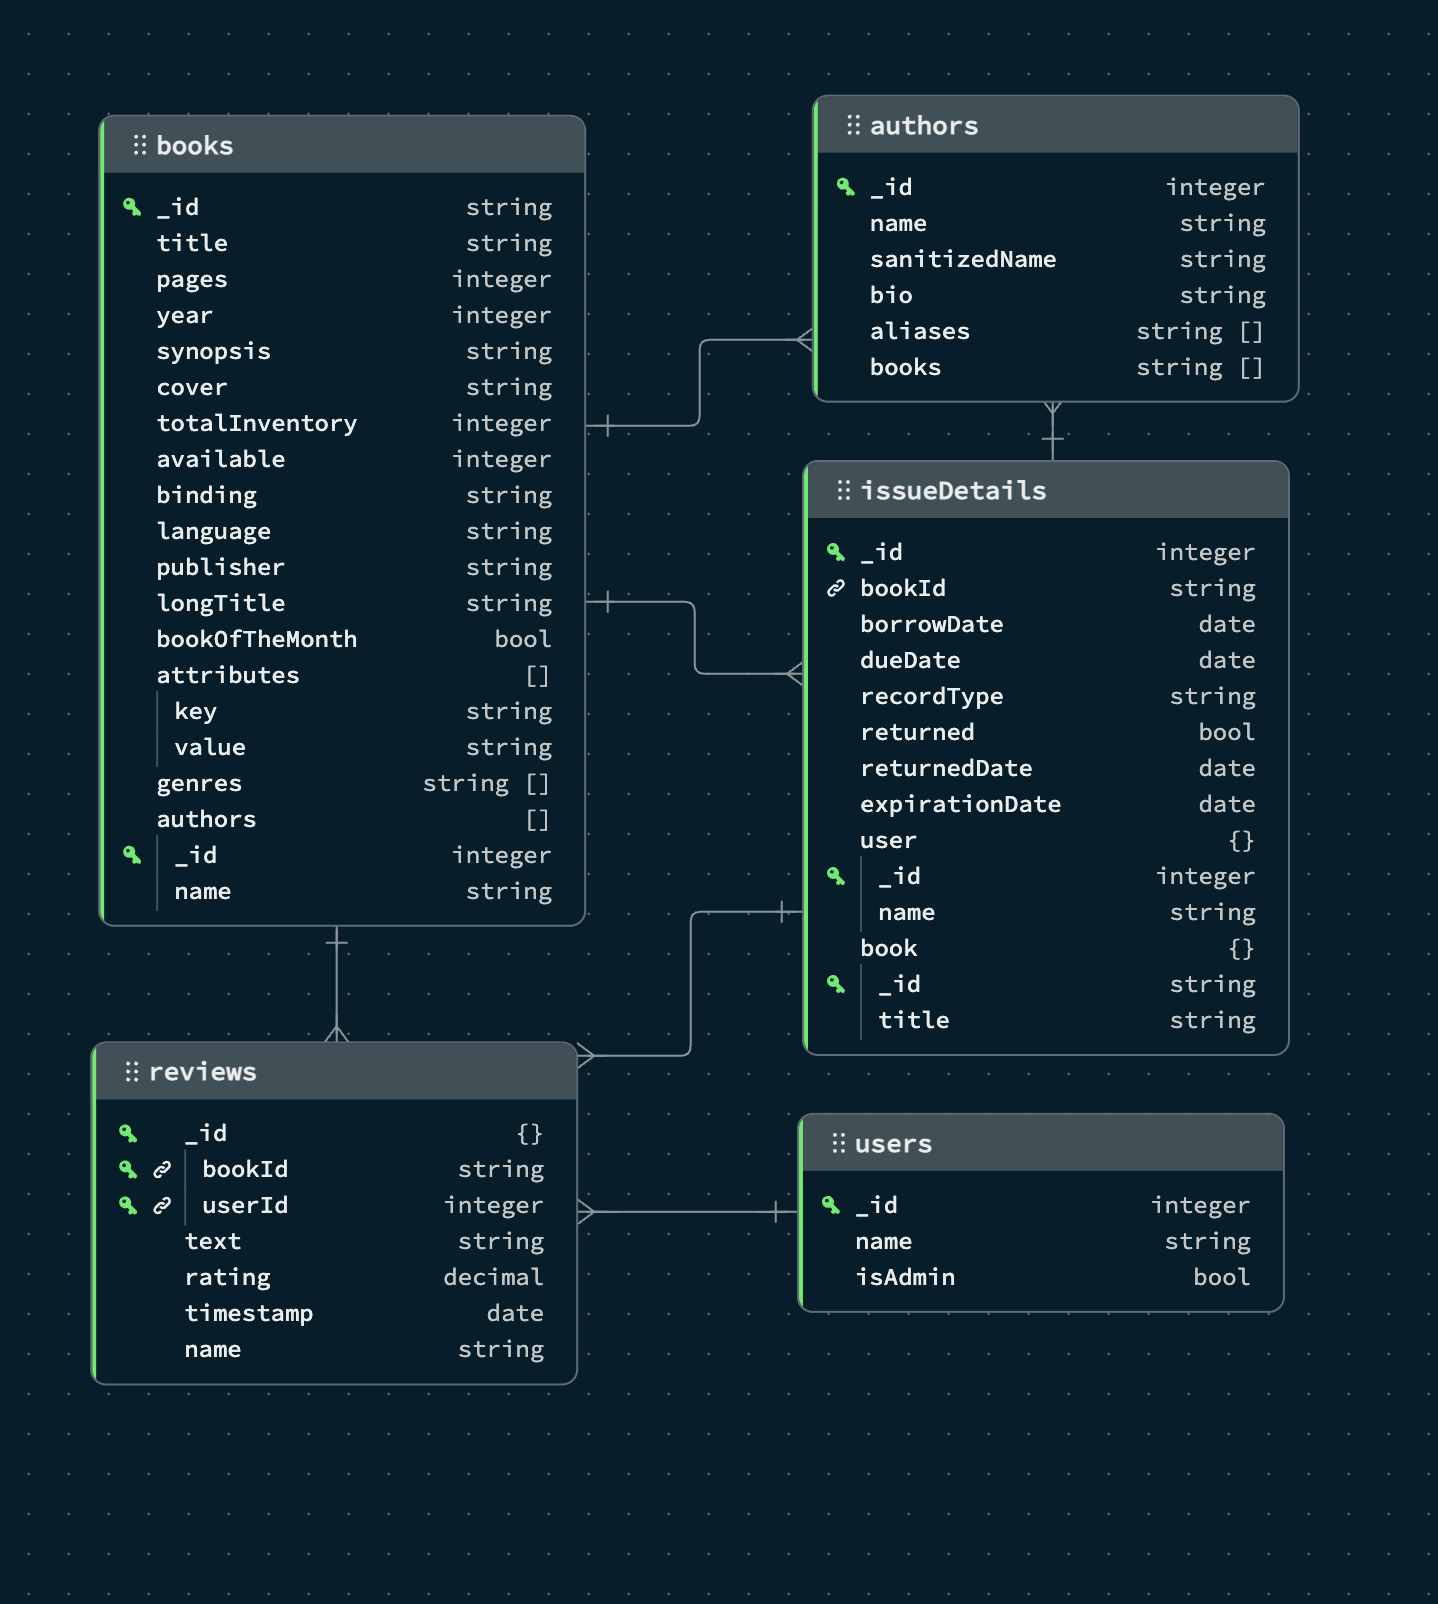 books
_id string
title string
pages integer
year integer
synopsis string
cover string
totalInventory integer
available integer
binding string
language string
publisher string
longTitle string
bookOfTheMonth bool
attributes []
key string
value string
genres string []
authors []
_id integer
name string
authors
_id integer
name string
sanitizedName string
bio string
aliases string []
books string []
issueDetails
_id integer
bookId string
borrowDate date
dueDate date
recordType string
returned bool
returnedDate date
expirationDate date
user {}
_id integer
name string
book {}
_id string
title string
reviews
_id {}
bookId string
userId integer
text string
rating decimal
timestamp date
name string
users
_id integer
name string
isAdmin bool